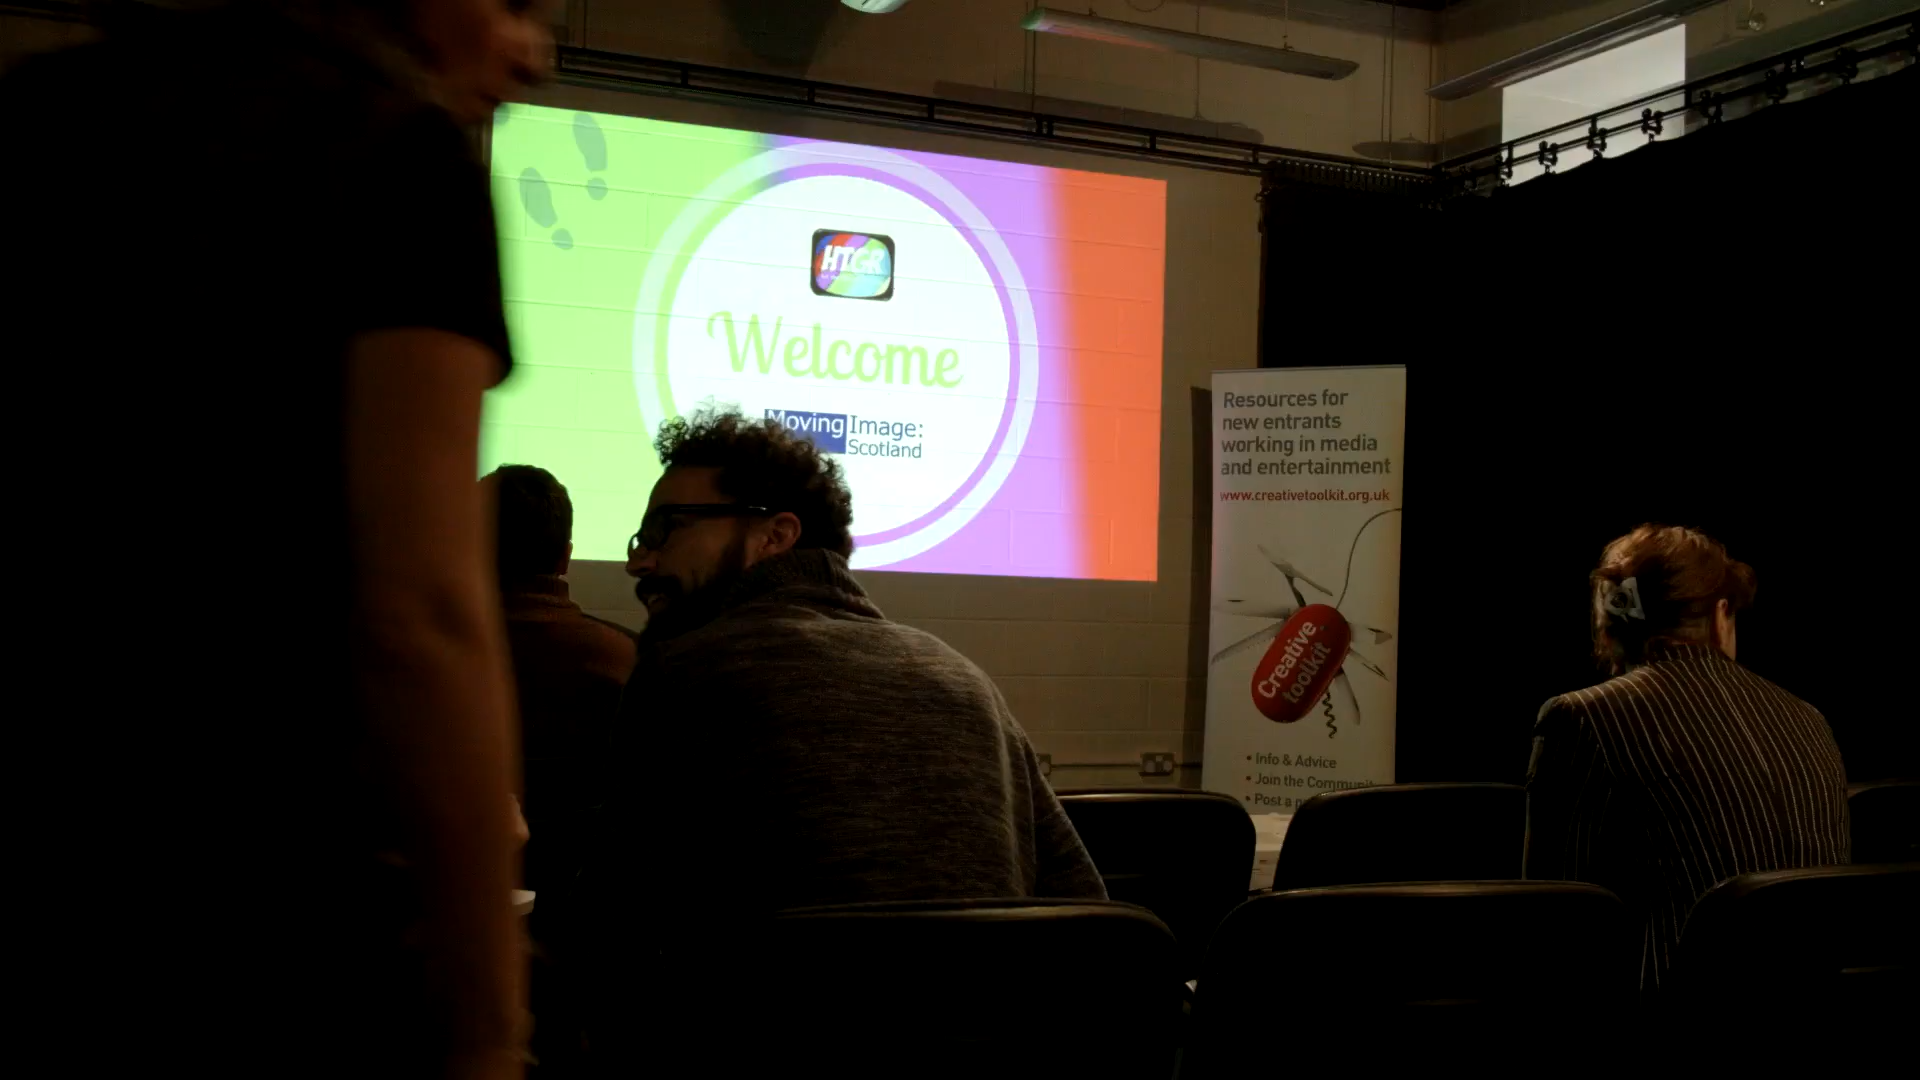 HTGR
Welcome
Moving Image:
Scotland
Resources for
new entrants
working in media
and entertainment
www.creativetoolkit.org.uk
Creative
toolkit
• Info & Advice
• Join the Communit
• Post a